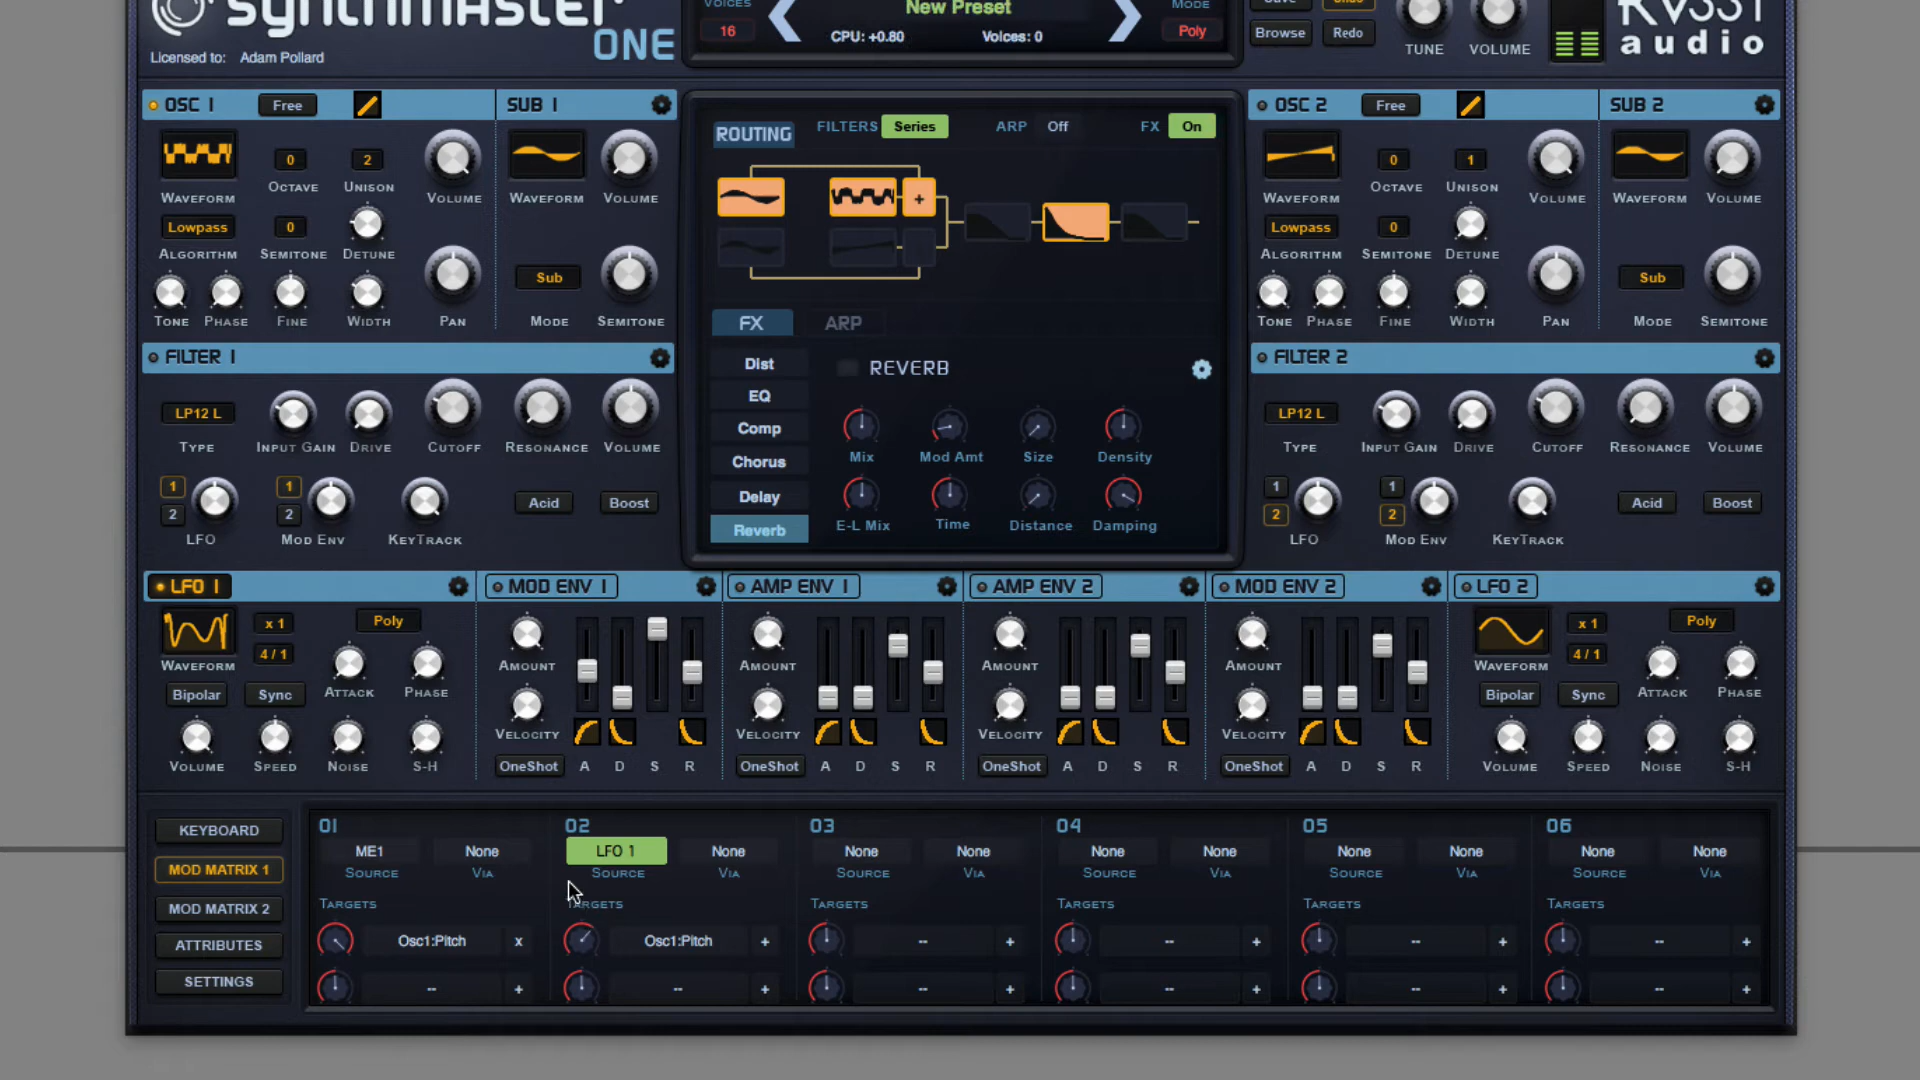 synthmaster
ONE
Licensed to: Adam Pollard
VOICES
16
New Preset
CPU: +0.80 Voices: 0
MODE
Poly
Save Undo
Browse Redo
TUNE VOLUME
KV331
audio
OSC 1 Free
WAVEFORM OCTAVE UNISON VOLUME
0 2
Lowpass 0
ALGORITHM SEMITONE DETUNE
TONE PHASE FINE WIDTH PAN
SUB 1
WAVEFORM VOLUME
Sub
MODE SEMITONE
ROUTING FILTERS Series ARP Off FX On
+
FX ARP
Dist
EQ
Comp
Chorus
Delay
Reverb
REVERB
Mix Mod Amt Size Density
E-L Mix Time Distance Damping
OSC 2 Free
0 1
WAVEFORM OCTAVE UNISON VOLUME
Lowpass 0
ALGORITHM SEMITONE DETUNE
TONE PHASE FINE WIDTH PAN
SUB 2
WAVEFORM VOLUME
Sub
MODE SEMITONE
FILTER 1
LP12 L
TYPE INPUT GAIN DRIVE CUTOFF RESONANCE VOLUME
1 1
2 2
Acid Boost
LFO MOD ENV KEYTRACK
FILTER 2
LP12 L
TYPE INPUT GAIN DRIVE CUTOFF RESONANCE VOLUME
1 1
2 2
Acid Boost
LFO MOD ENV KEYTRACK
LFO 1
x 1 Poly
4 / 1
WAVEFORM
Bipolar Sync ATTACK PHASE
VOLUME SPEED NOISE S-H
MOD ENV 1
AMOUNT
VELOCITY
OneShot A D S R
AMP ENV 1
AMOUNT
VELOCITY
OneShot A D S R
AMP ENV 2
AMOUNT
VELOCITY
OneShot A D S R
MOD ENV 2
AMOUNT
VELOCITY
OneShot A D S R
LFO 2
x 1 Poly
4 / 1
WAVEFORM
Bipolar Sync ATTACK PHASE
VOLUME SPEED NOISE S-H
KEYBOARD
MOD MATRIX 1
MOD MATRIX 2
ATTRIBUTES
SETTINGS
01 02 03 04 05 06
ME1 None LFO 1 None None None None None None None None None
SOURCE VIA SOURCE VIA SOURCE VIA SOURCE VIA SOURCE VIA SOURCE VIA
TARGETS TARGETS TARGETS TARGETS TARGETS TARGETS
Osc1:Pitch x Osc1:Pitch + -- + -- + -- + -- +
-- + -- + -- + -- + -- + -- +